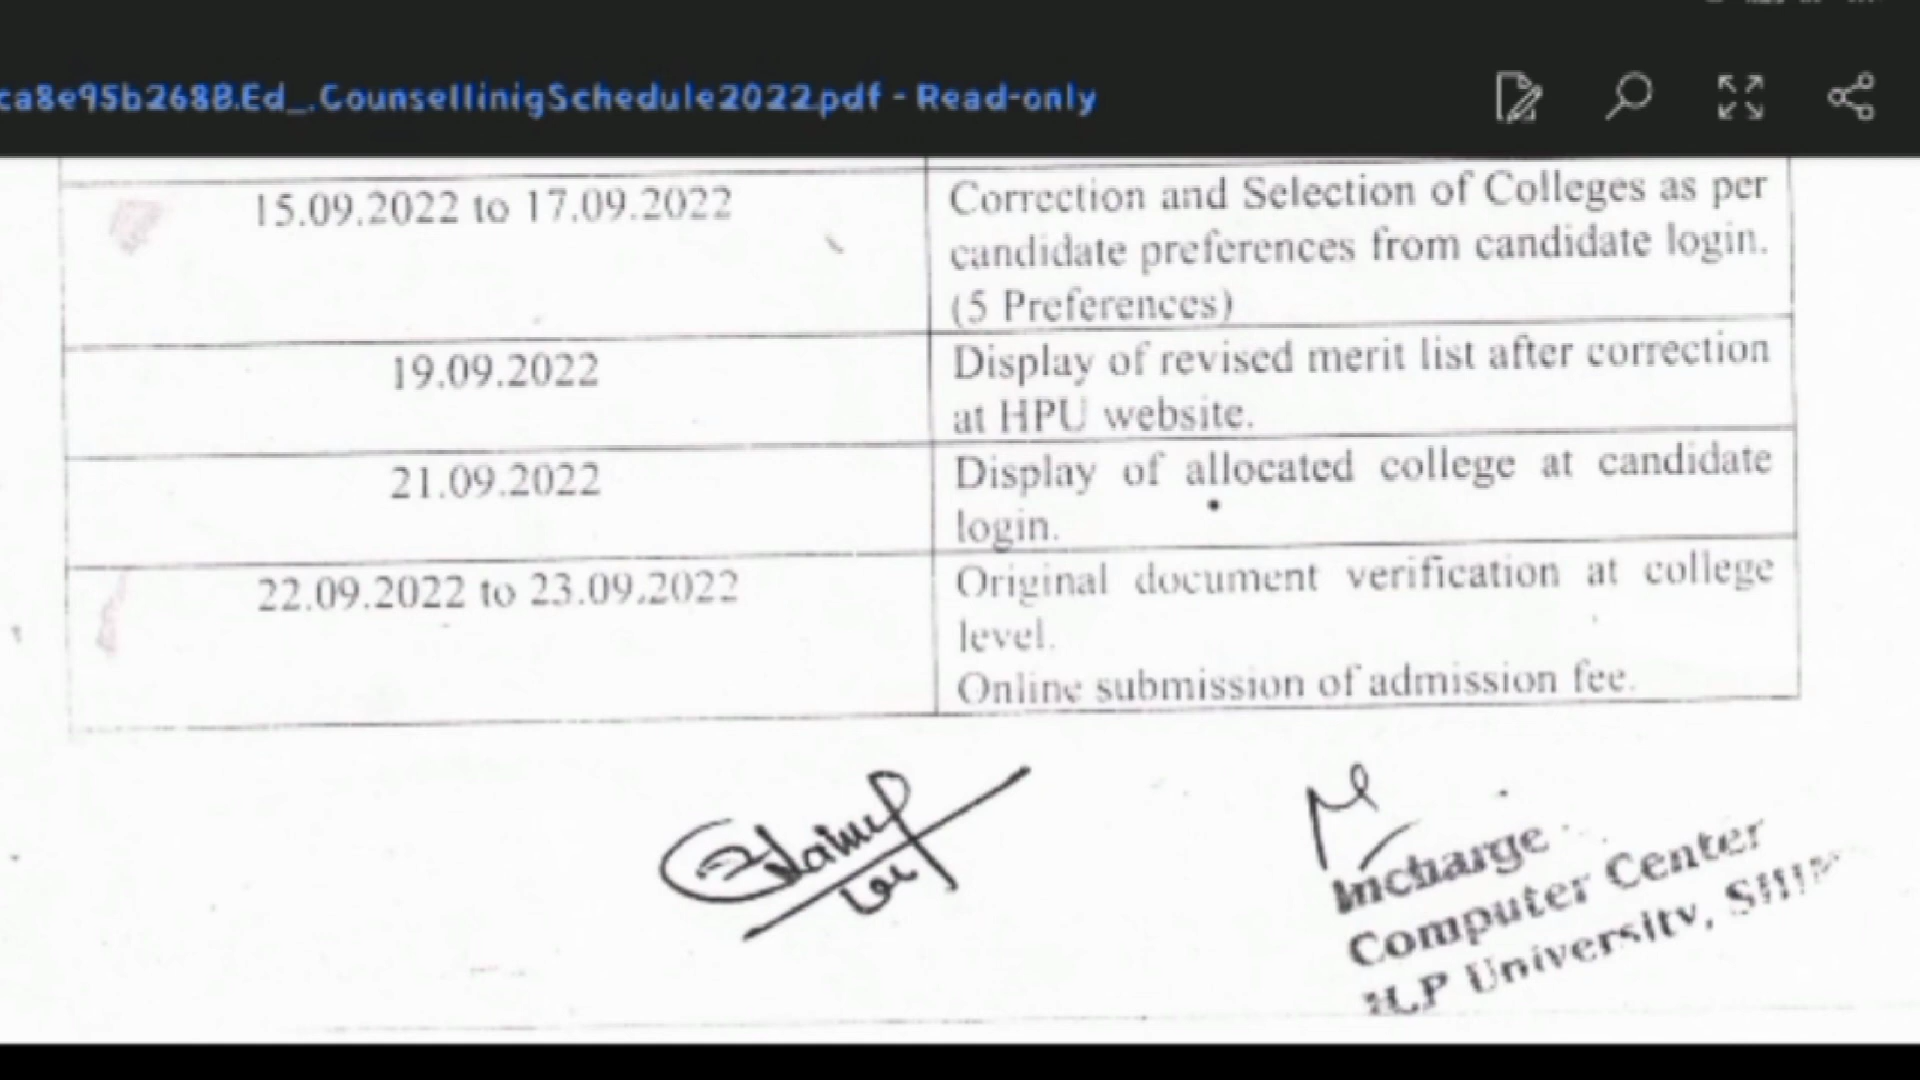 ca8e95b268B.Ed_.CounsellinigSchedule2022.pdf - Read-only
15.09.2022 to 17.09.2022
Correction and Selection of Colleges as per
candidate preferences from candidate login.
(5 Preferences)
19.09.2022
Display of revised merit list after correction
at HPU website.
21.09.2022
Display of allocated college at candidate
login.
22.09.2022 to 23.09.2022
Original document verification at college
level.
Online submission of admission fee.
Incharge
Computer Center
H.P University,